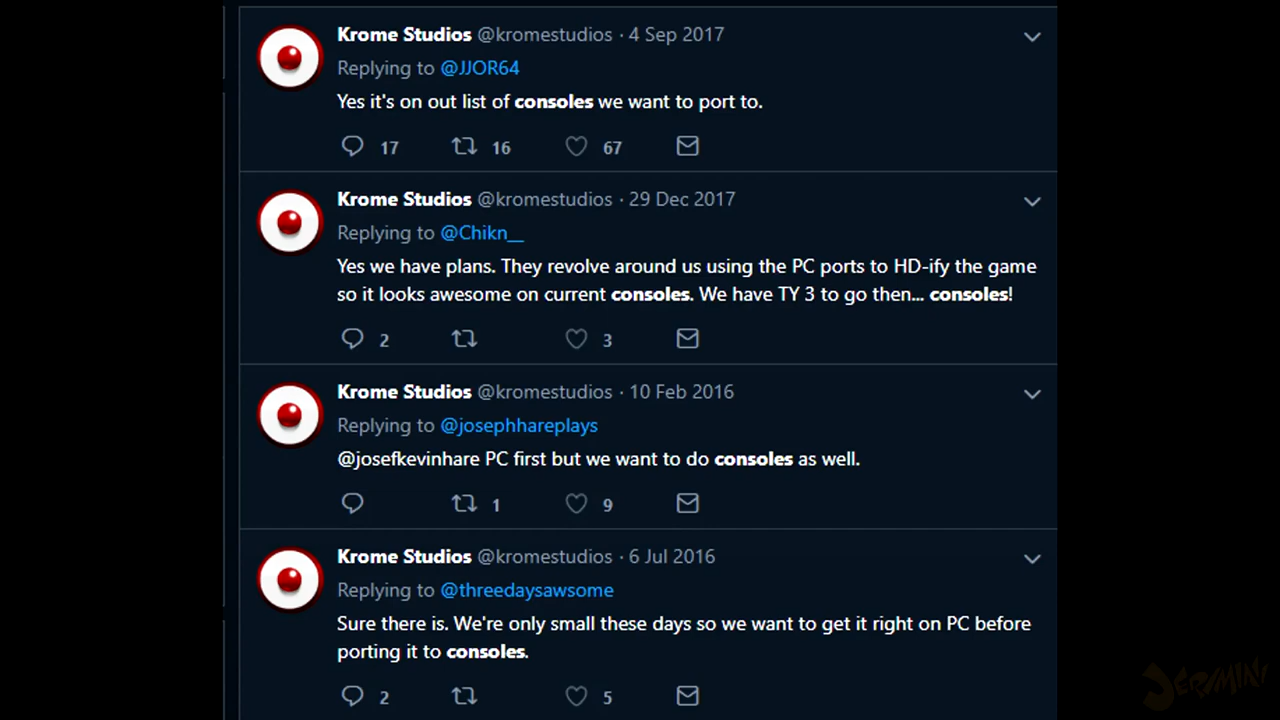 Krome Studios @kromestudios · 4 Sep 2017
Replying to @JJOR64
Yes it's on out list of consoles we want to port to.
17 16 67
Krome Studios @kromestudios · 29 Dec 2017
Replying to @Chikn__
Yes we have plans. They revolve around us using the PC ports to HD-ify the game
so it looks awesome on current consoles. We have TY 3 to go then... consoles!
2 3
Krome Studios @kromestudios · 10 Feb 2016
Replying to @josephhareplays
@josefkevinhare PC first but we want to do consoles as well.
1 9
Krome Studios @kromestudios · 6 Jul 2016
Replying to @threedaysawsome
Sure there is. We're only small these days so we want to get it right on PC before
porting it to consoles.
2 5